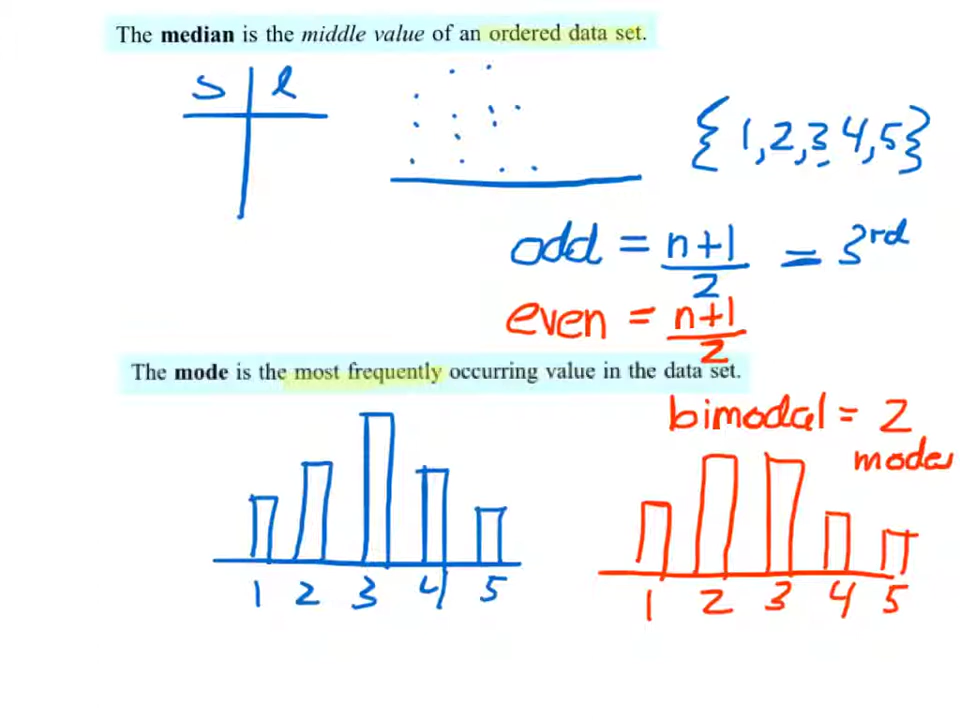 The median is the middle value of an ordered data set.
s l
{1,2,3,4,5}
odd = n+1/2 = 3rd
even = n+1/2
The mode is the most frequently occurring value in the data set.
bimodal = 2
modes
1 2 3 4 5
1 2 3 4 5